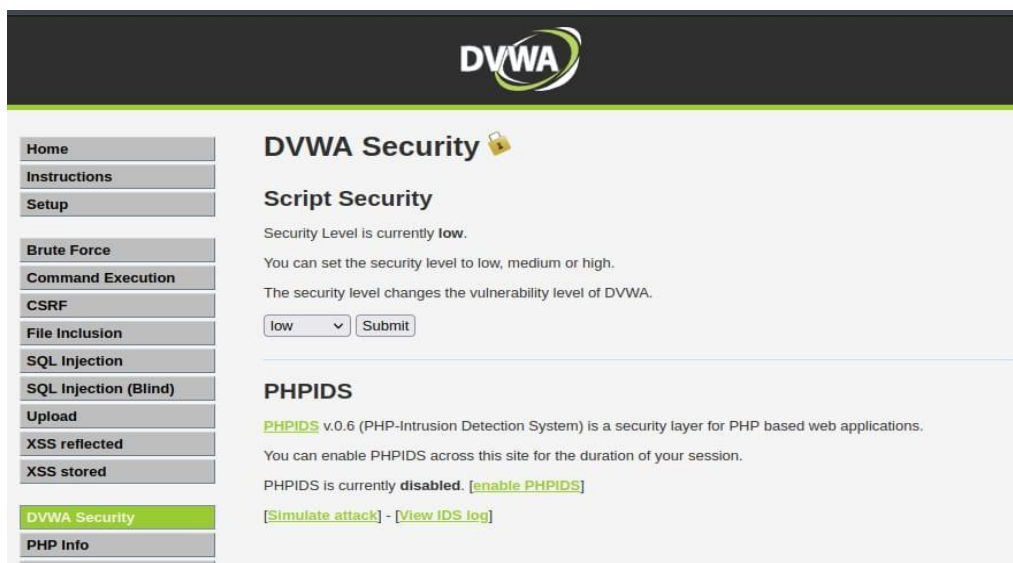 DVWA
Home
Instructions
Setup
Brute Force
Command Execution
CSRF
File Inclusion
SQL Injection
SQL Injection (Blind)
Upload
XSS reflected
XSS stored
DVWA Security
PHP Info
DVWA Security
Script Security
Security Level is currently low.
You can set the security level to low, medium or high.
The security level changes the vulnerability level of DVWA.
low Submit
PHPIDS
PHPIDS v.0.6 (PHP-Intrusion Detection System) is a security layer for PHP based web applications.
You can enable PHPIDS across this site for the duration of your session.
PHPIDS is currently disabled. [enable PHPIDS]
[Simulate attack] - [View IDS log]